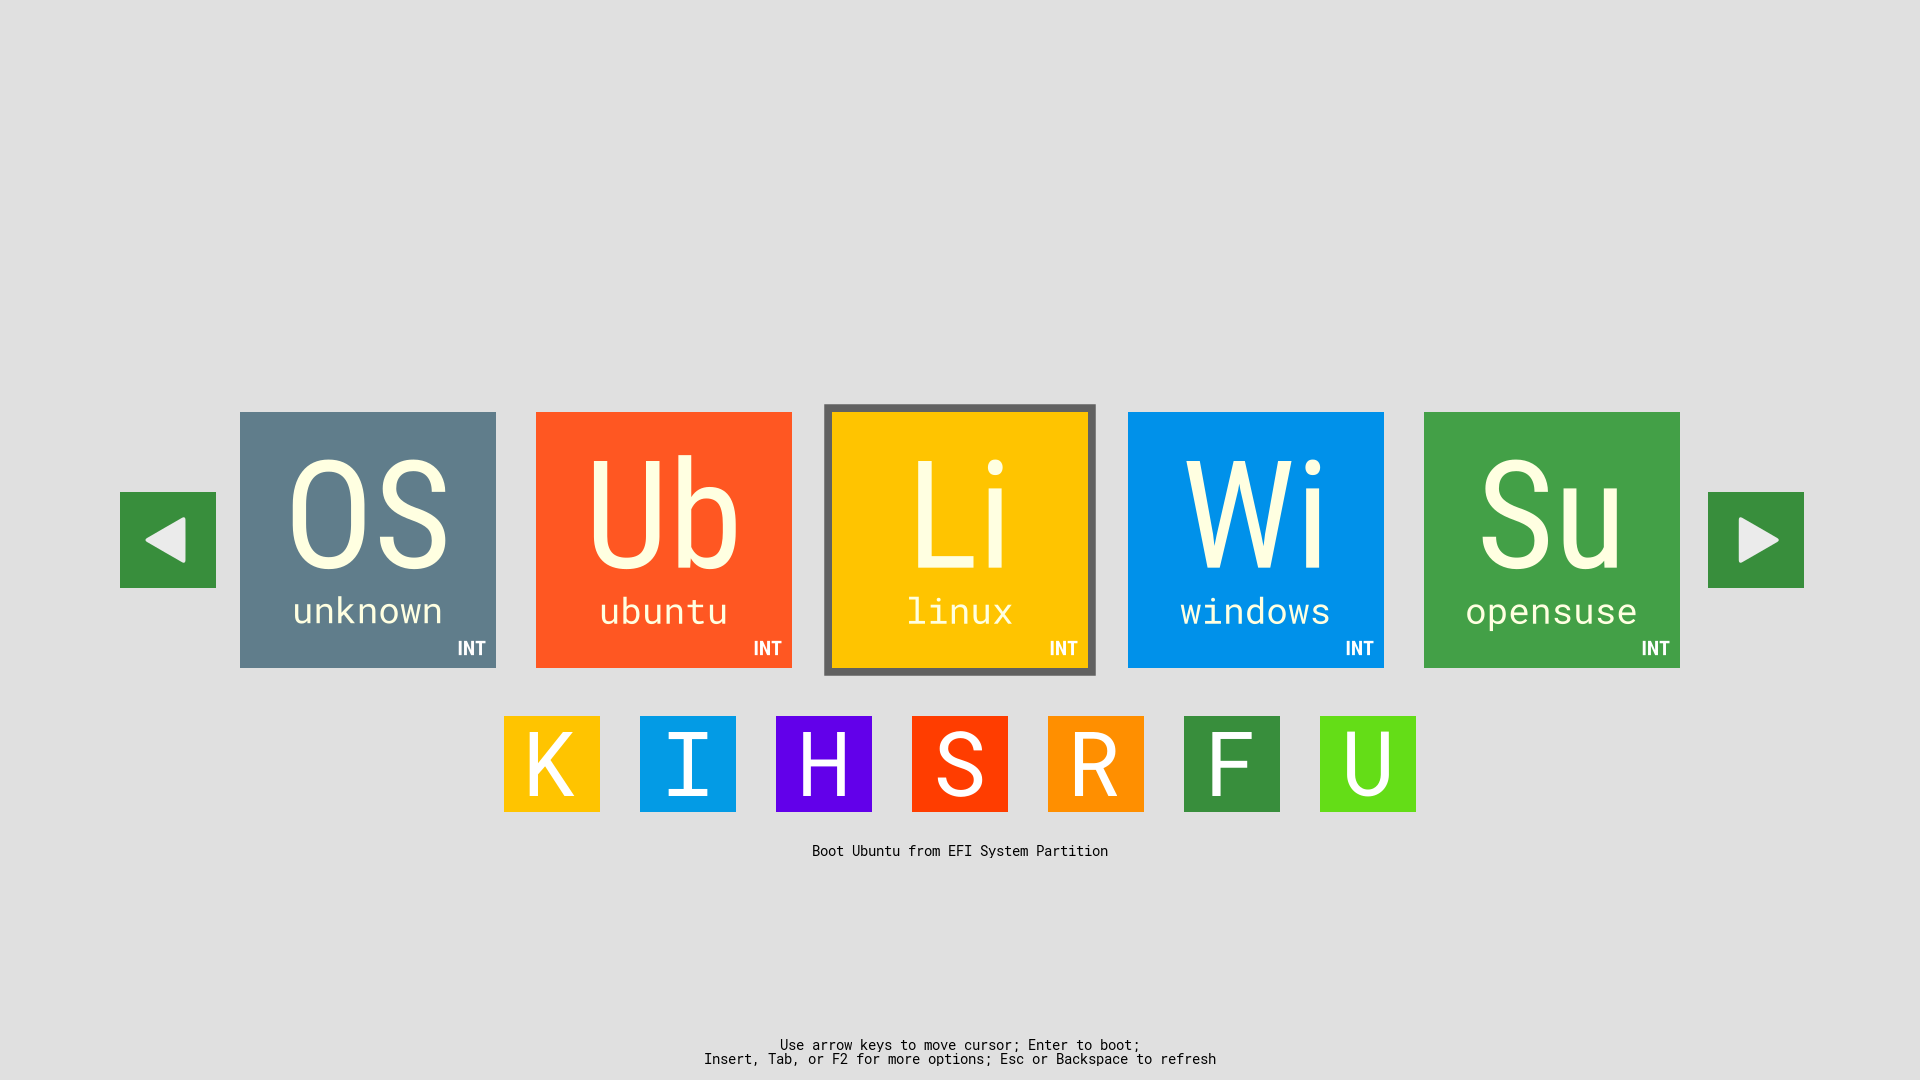 OS
unknown
INT
Ub
ubuntu
INT
Li
linux
INT
Wi
windows
INT
Su
opensuse
INT
K I H S R F U
Boot Ubuntu from EFI System Partition
Use arrow keys to move cursor; Enter to boot;
Insert, Tab, or F2 for more options; Esc or Backspace to refresh